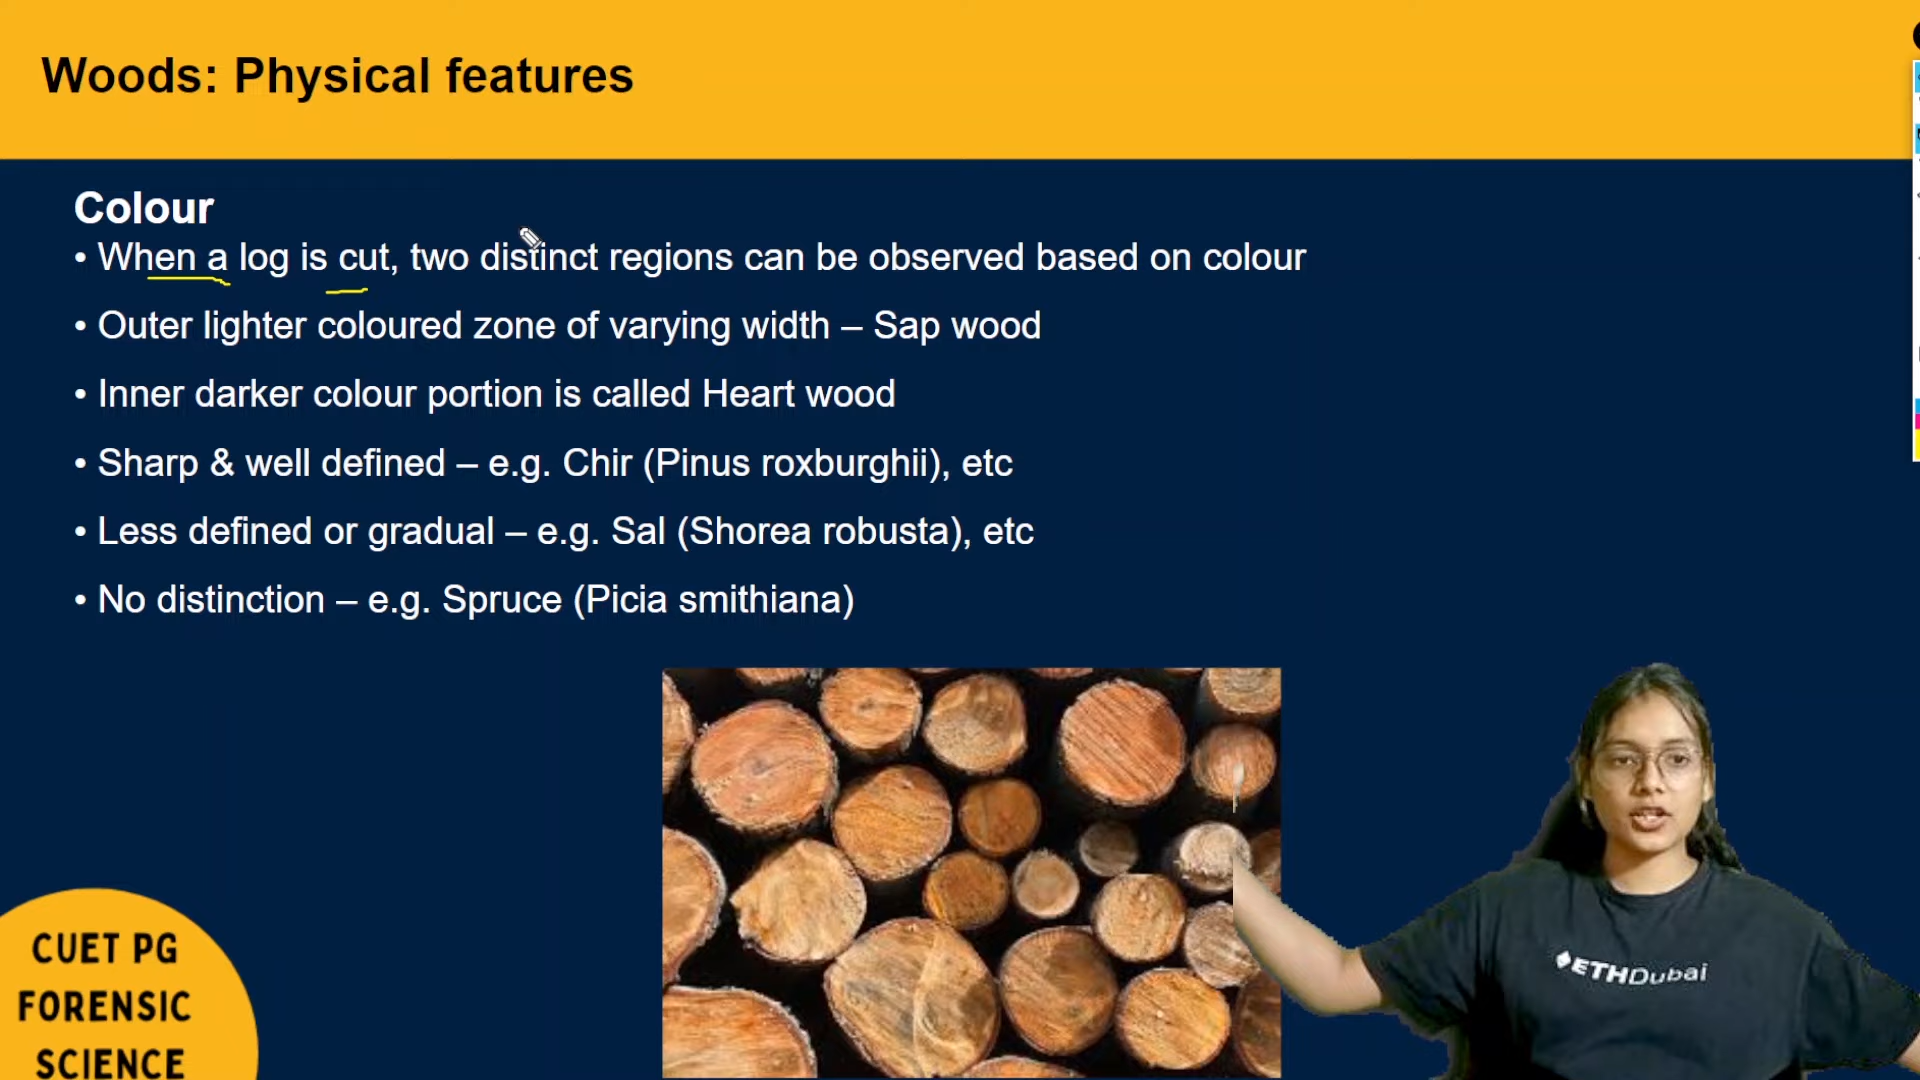 Woods: Physical features
Colour
• When a log is cut, two distinct regions can be observed based on colour
• Outer lighter coloured zone of varying width – Sap wood
• Inner darker colour portion is called Heart wood
• Sharp & well defined – e.g. Chir (Pinus roxburghii), etc
• Less defined or gradual – e.g. Sal (Shorea robusta), etc
• No distinction – e.g. Spruce (Picia smithiana)
CUET PG
FORENSIC
SCIENCE
ETHDubai